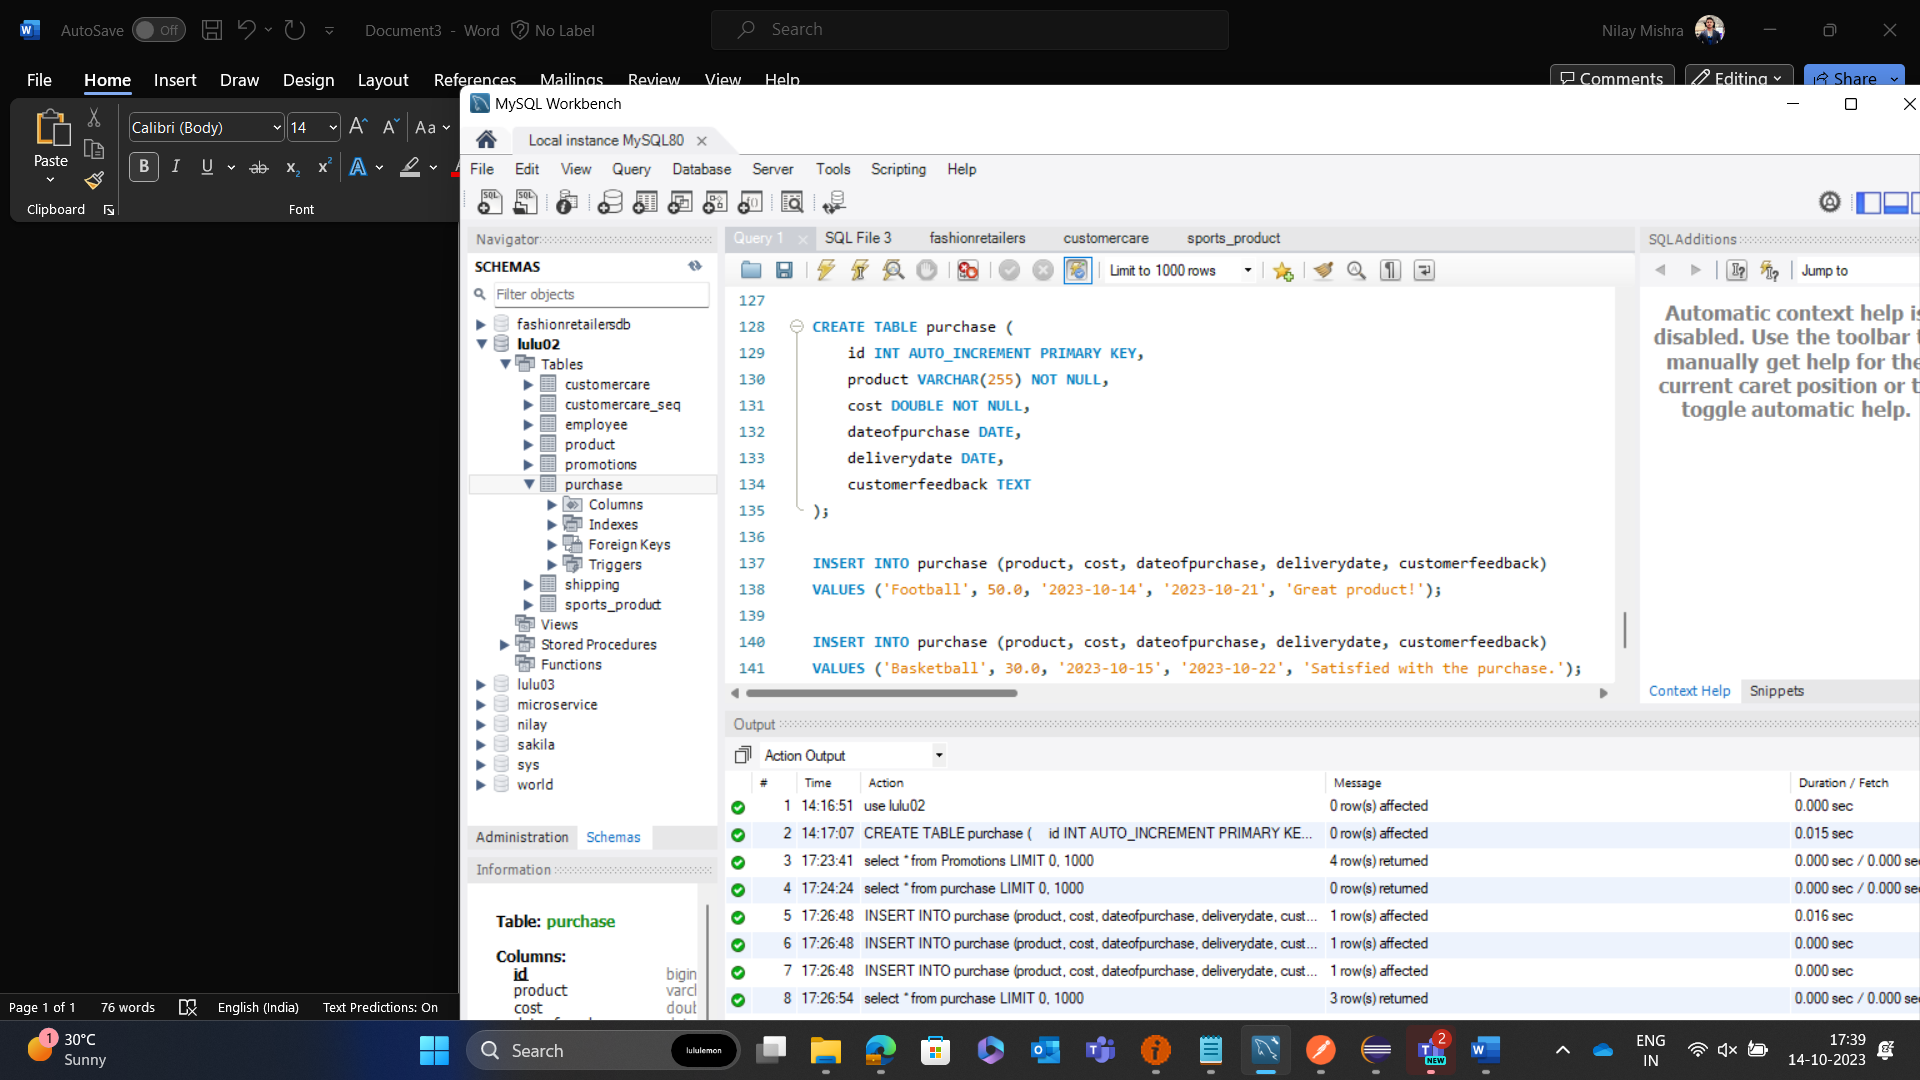 AutoSave Off Document3 - Word No Label Search Nilay Mishra
File Home Insert Draw Design Layout References Mailings Review View Help Comments Editing Share
Paste
Clipboard
Calibri (Body) 14 Aa
B I U ab x2 x2 A
Font
MySQL Workbench
Local instance MySQL80
File Edit View Query Database Server Tools Scripting Help
Navigator
SCHEMAS
Filter objects
fashionretailersdb
lulu02
Tables
customercare
customercare_seq
employee
product
promotions
purchase
Columns
Indexes
Foreign Keys
Triggers
shipping
sports_product
Views
Stored Procedures
Functions
lulu03
microservice
nilay
sakila
sys
world
Administration Schemas
Information
Table: purchase
Columns:
id bigin
product varch
cost doub
Query 1 SQL File 3 fashionretailers customercare sports_product
Limit to 1000 rows
127
128 CREATE TABLE purchase (
129 id INT AUTO_INCREMENT PRIMARY KEY,
130 product VARCHAR(255) NOT NULL,
131 cost DOUBLE NOT NULL,
132 dateofpurchase DATE,
133 deliverydate DATE,
134 customerfeedback TEXT
135 );
136
137 INSERT INTO purchase (product, cost, dateofpurchase, deliverydate, customerfeedback)
138 VALUES ('Football', 50.0, '2023-10-14', '2023-10-21', 'Great product!');
139
140 INSERT INTO purchase (product, cost, dateofpurchase, deliverydate, customerfeedback)
141 VALUES ('Basketball', 30.0, '2023-10-15', '2023-10-22', 'Satisfied with the purchase.');
SQLAdditions
Jump to
Automatic context help is
disabled. Use the toolbar t
manually get help for the
current caret position or t
toggle automatic help.
Context Help Snippets
Output
Action Output
# Time Action Message Duration / Fetch
1 14:16:51 use lulu02 0 row(s) affected 0.000 sec
2 14:17:07 CREATE TABLE purchase ( id INT AUTO_INCREMENT PRIMARY KE... 0 row(s) affected 0.015 sec
3 17:23:41 select * from Promotions LIMIT 0, 1000 4 row(s) returned 0.000 sec / 0.000 sec
4 17:24:24 select * from purchase LIMIT 0, 1000 0 row(s) returned 0.000 sec / 0.000 sec
5 17:26:48 INSERT INTO purchase (product, cost, dateofpurchase, deliverydate, cust... 1 row(s) affected 0.016 sec
6 17:26:48 INSERT INTO purchase (product, cost, dateofpurchase, deliverydate, cust... 1 row(s) affected 0.000 sec
7 17:26:48 INSERT INTO purchase (product, cost, dateofpurchase, deliverydate, cust... 1 row(s) affected 0.000 sec
8 17:26:54 select * from purchase LIMIT 0, 1000 3 row(s) returned 0.000 sec / 0.000 sec
Page 1 of 1 76 words English (India) Text Predictions: On
1 30°C
Sunny
Search lululemon
2 NEW
ENG
IN
17:39
14-10-2023